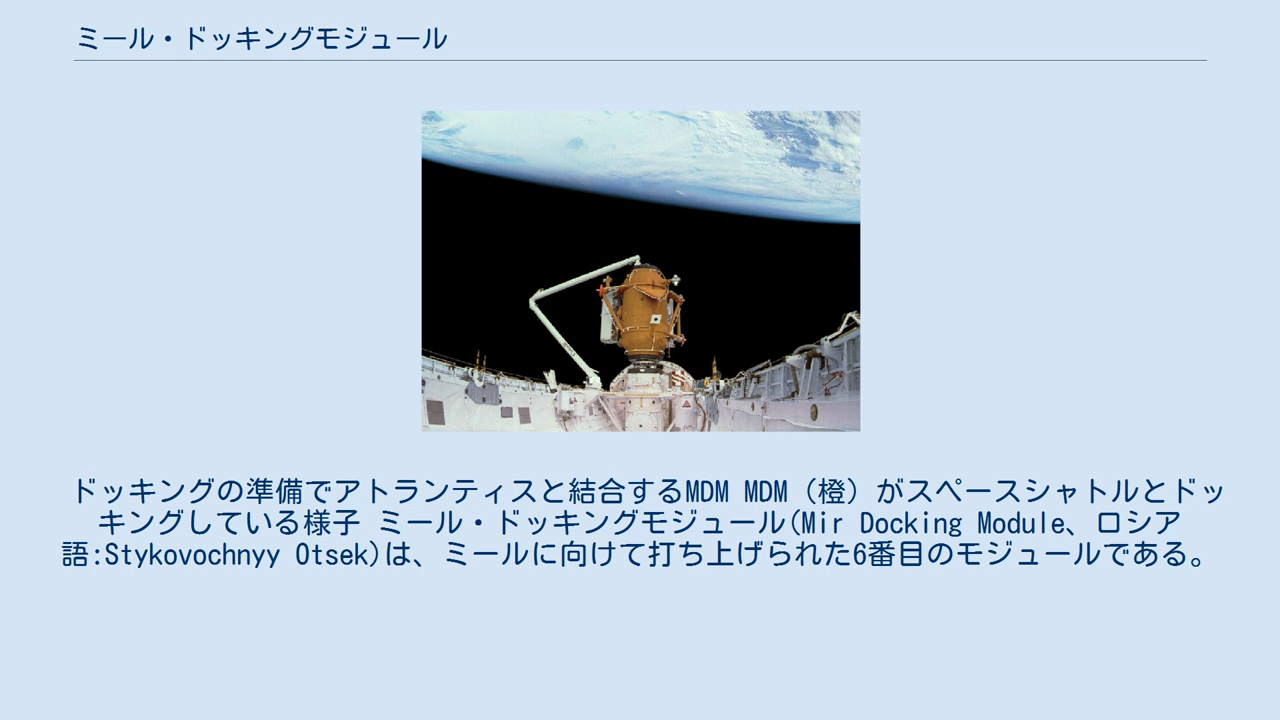 ミール・ドッキングモジュール
ドッキングの準備でアトランティスと結合するMDM MDM（橙）がスペースシャトルとドッ
キングしている様子 ミール・ドッキングモジュール(Mir Docking Module、ロシア
語:Stykovochnyy Otsek)は、ミールに向けて打ち上げられた6番目のモジュールである。